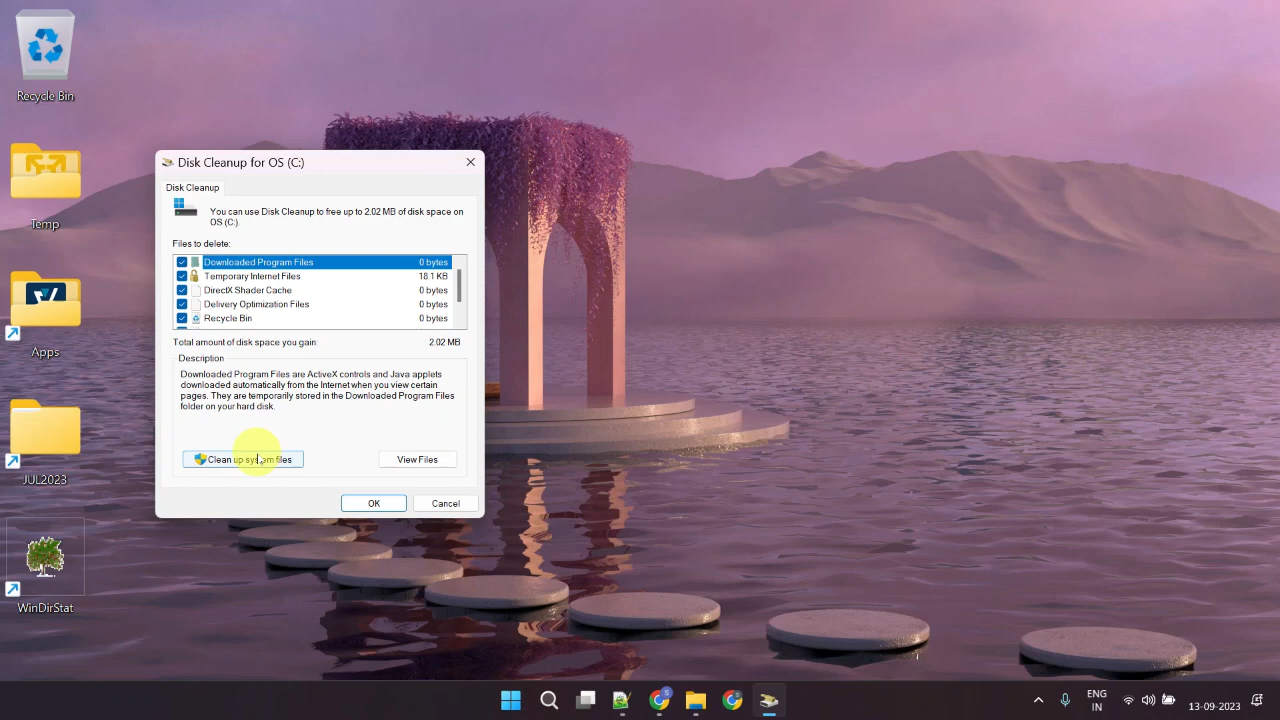 Recycle Bin
Temp
Apps
JUL2023
WinDirStat
Disk Cleanup for OS (C:)
Disk Cleanup
You can use Disk Cleanup to free up to 2.02 MB of disk space on
OS (C:).
Files to delete:
Downloaded Program Files 0 bytes
Temporary Internet Files 18.1 KB
DirectX Shader Cache 0 bytes
Delivery Optimization Files 0 bytes
Recycle Bin 0 bytes
Total amount of disk space you gain: 2.02 MB
Description
Downloaded Program Files are ActiveX controls and Java applets
downloaded automatically from the Internet when you view certain
pages. They are temporarily stored in the Downloaded Program Files
folder on your hard disk.
Clean up system files View Files
OK Cancel
ENG
IN
13-09-2023